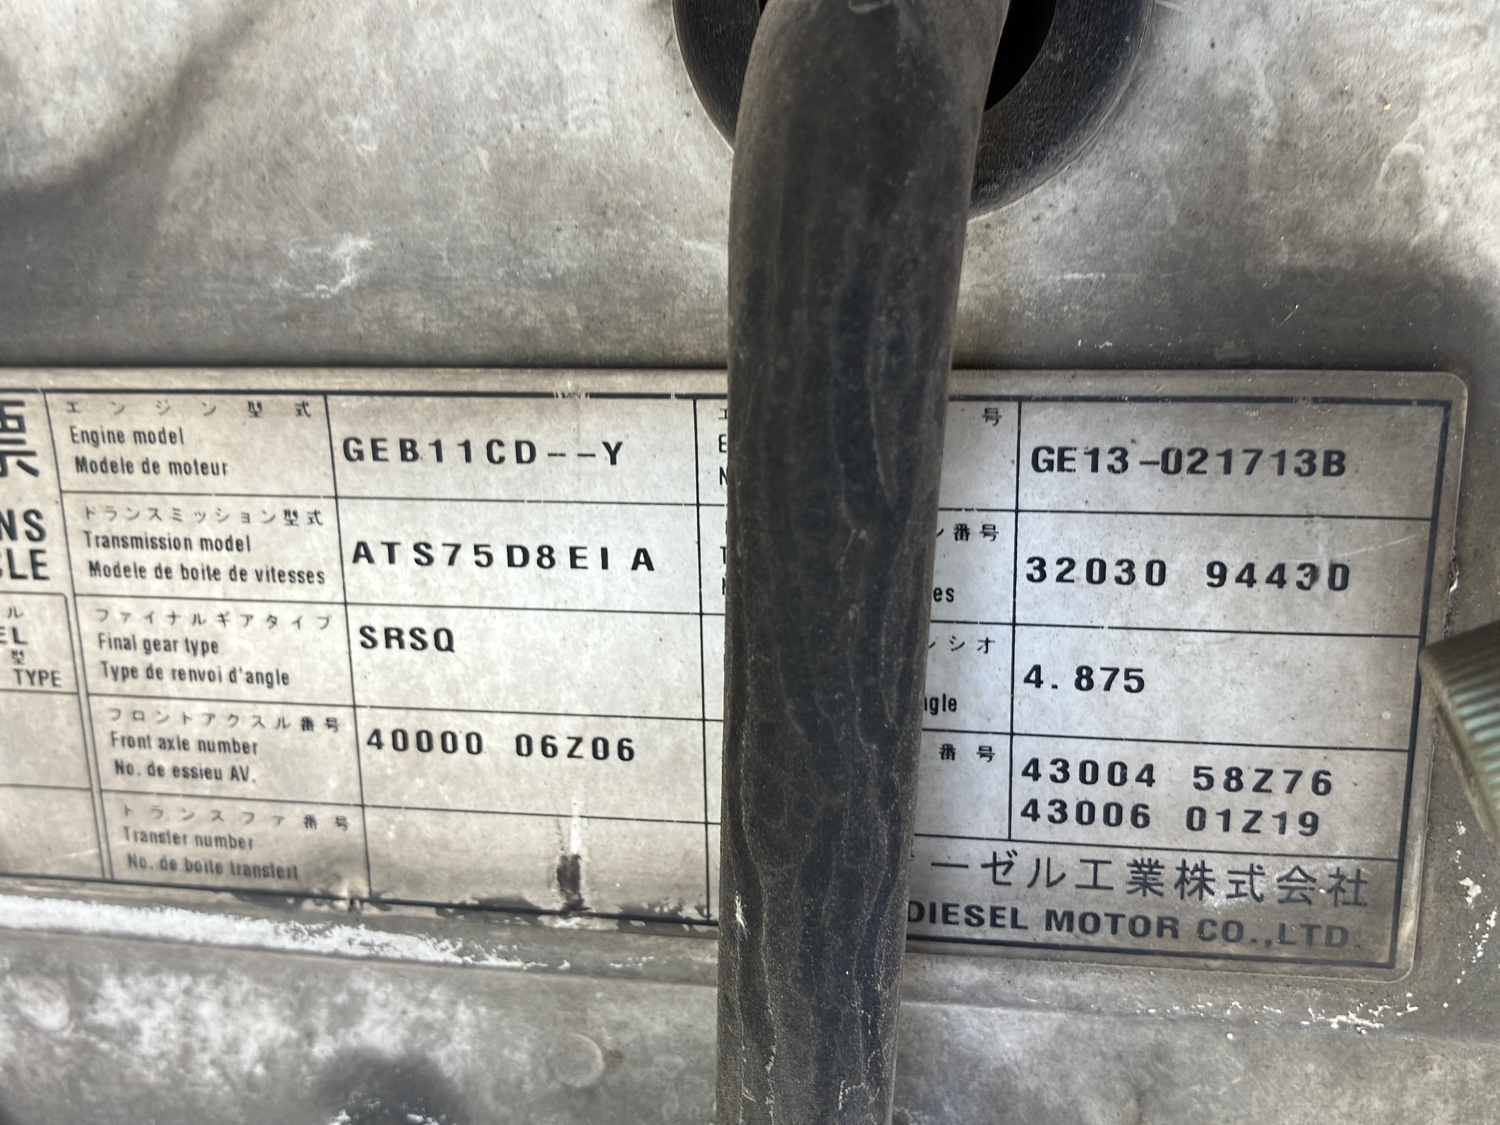 票
NS
CLE
ル
EL
型
TYPE
エンジン型式
Engine model
Modele de moteur
GEB11CD--Y
号
GE13-021713B
トランスミッション型式
Transmission model
Modele de boite de vitesses
ATS75D8EIA
ン番号
es
32030 94430
ファイナルギアタイプ
Final gear type
Type de renvoi d'angle
SRSQ
レシオ
ngle
4.875
フロントアクスル番号
Front axle number
No. de essieu AV.
40000 06Z06
番号
43004 58Z76
43006 01Z19
トランスファ番号
Transfer number
No. de boite transfert
ーゼル工業株式会社
DIESEL MOTOR CO.,LTD.